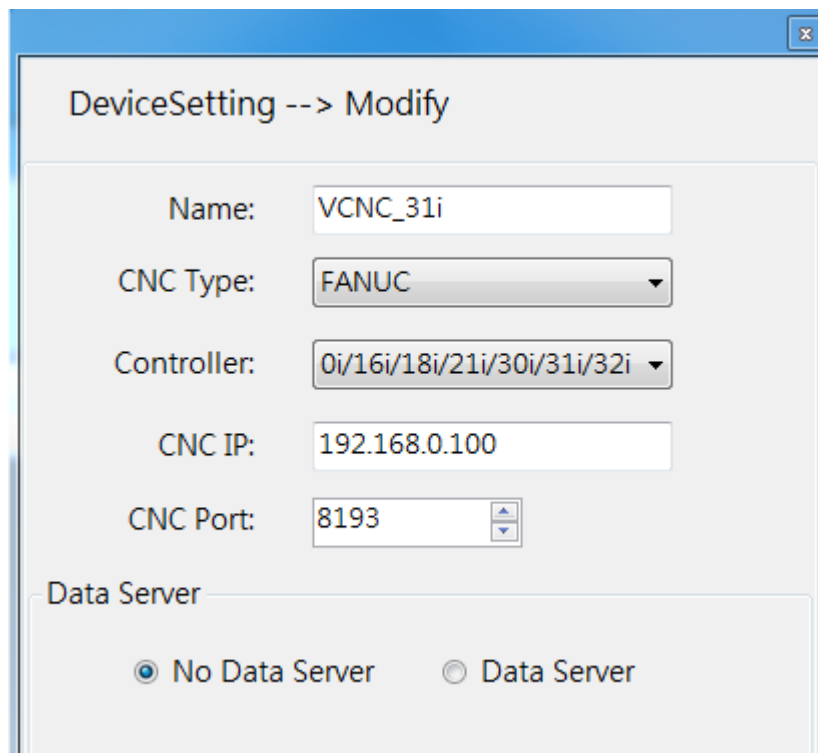 DeviceSetting --> Modify
Name: VCNC_31i
CNC Type: FANUC
Controller: 0i/16i/18i/21i/30i/31i/32i
CNC IP: 192.168.0.100
CNC Port: 8193
Data Server
No Data Server Data Server